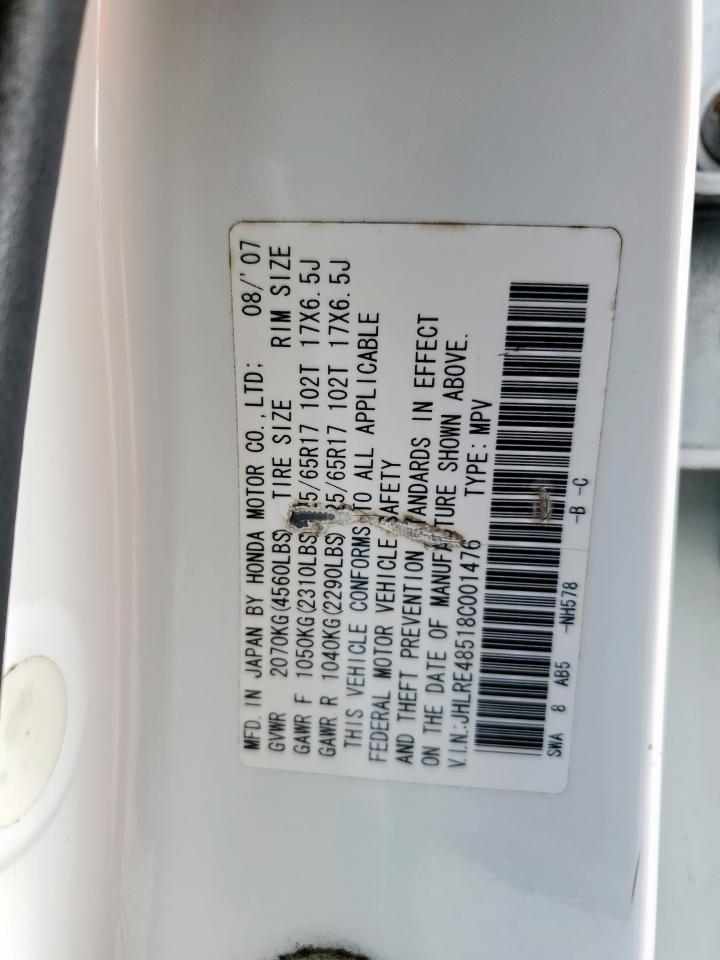 MFD. IN JAPAN BY HONDA MOTOR CO., LTD; 08/'07
GVWR 2070KG(4560LBS) TIRE SIZE RIM SIZE
GAWR F 1050KG(2310LBS) 5/65R17 102T 17X6.5J
GAWR R 1040KG(2290LBS) 25/65R17 102T 17X6.5J
THIS VEHICLE CONFORMS TO ALL APPLICABLE
FEDERAL MOTOR VEHICLE SAFETY
AND THEFT PREVENTION STANDARDS IN EFFECT
ON THE DATE OF MANUFACTURE SHOWN ABOVE.
V.I.N.:JHLRE48518C001476 TYPE: MPV
SWA 8 AB5 -NH578 -B -C